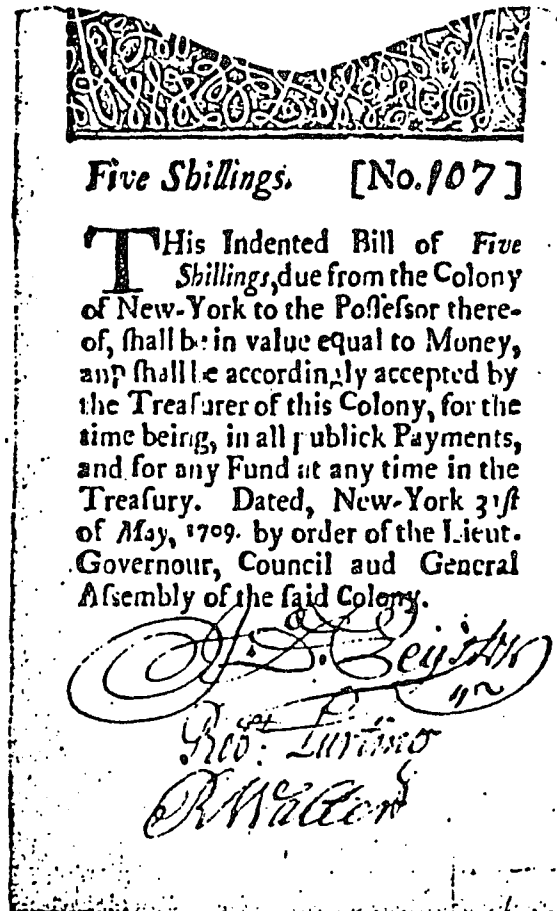 Five Shillings. [No. 107]
THis Indented Bill of Five
Shillings, due from the Colony
of New-York to the Poſſeſsor there-
of, ſhall be in value equal to Money,
and ſhall be accordingly accepted by
the Treaſurer of this Colony, for the
time being, in all publick Payments,
and for any Fund at any time in the
Treaſury. Dated, New-York 31ſt
of May, 1709. by order of the Lieut.
Governour, Council aud General
Aſsembly of the ſaid Colony.
Rob.t Lurting
R Walter